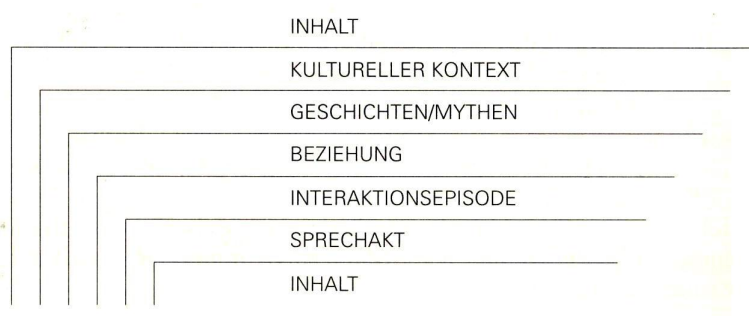 INHALT
KULTURELLER KONTEXT
GESCHICHTEN/MYTHEN
BEZIEHUNG
INTERAKTIONSEPISODE
SPRECHAKT
INHALT